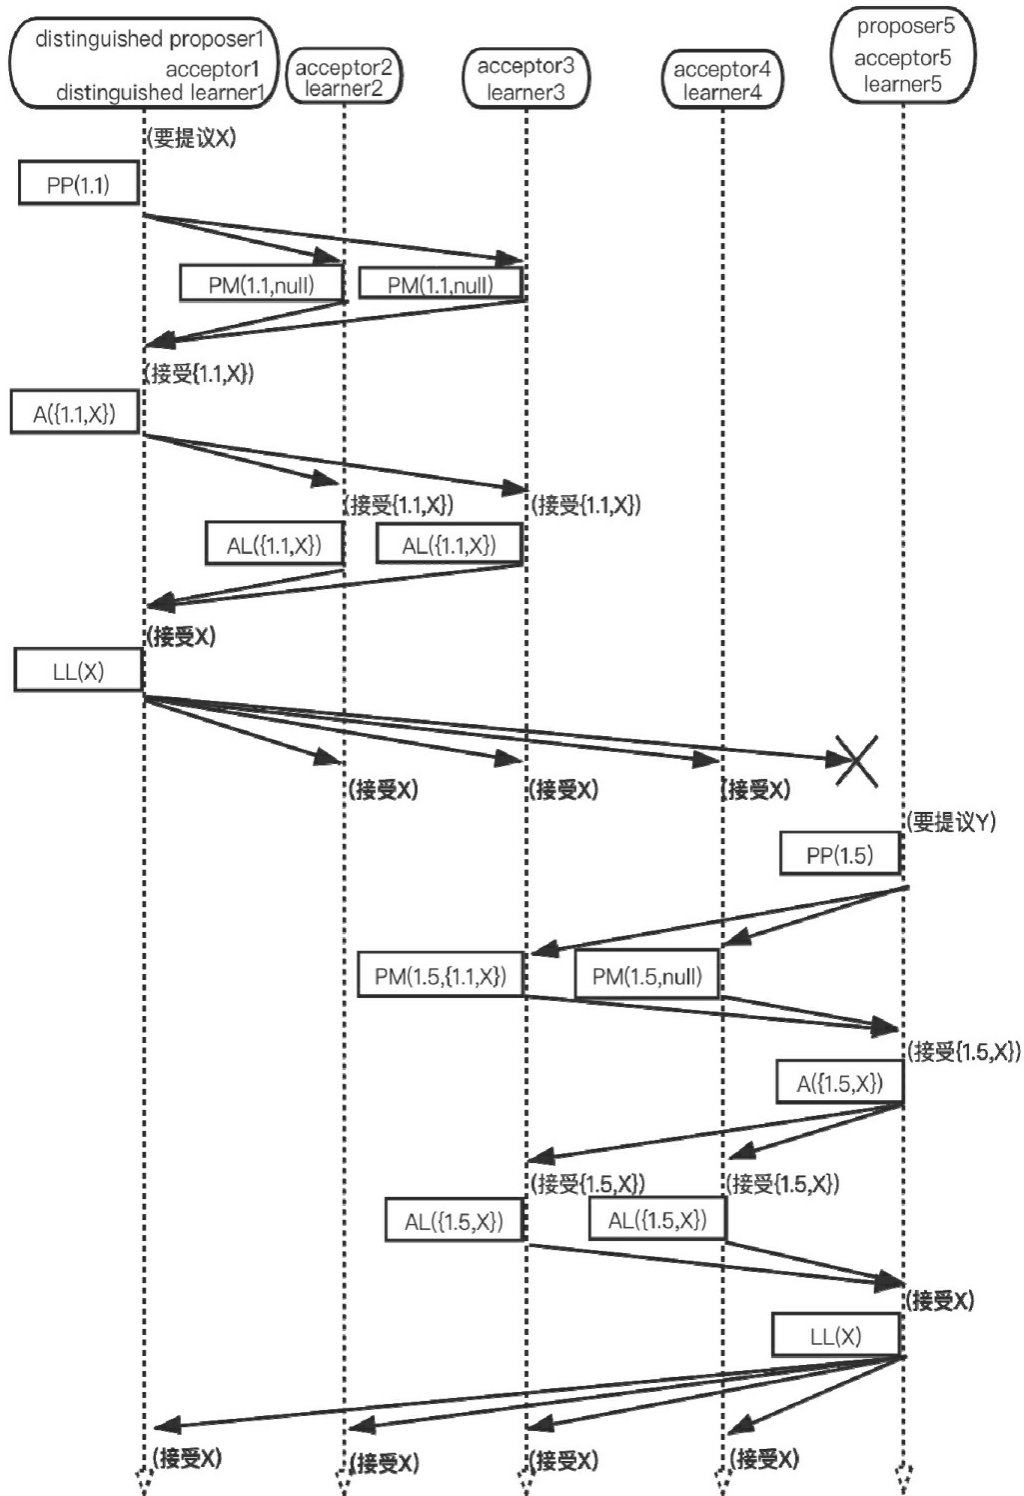 distinguished proposer1
acceptor1
distinguished learner1
acceptor2
learner2
acceptor3
learner3
acceptor4
learner4
proposer5
acceptor5
learner5
(要提议X)
PP(1.1)
PM(1.1,null)
PM(1.1,null)
(接受{1.1,X})
A({1.1,X})
(接受{1.1,X})
(接受{1.1,X})
AL({1.1,X})
AL({1.1,X})
(接受X)
LL(X)
(接受X)
(接受X)
(接受X)
(要提议Y)
PP(1.5)
PM(1.5,{1.1,X})
PM(1.5,null)
(接受{1.5,X})
A({1.5,X})
(接受{1.5,X})
(接受{1.5,X})
AL({1.5,X})
AL({1.5,X})
(接受X)
LL(X)
(接受X)
(接受X)
(接受X)
(接受X)